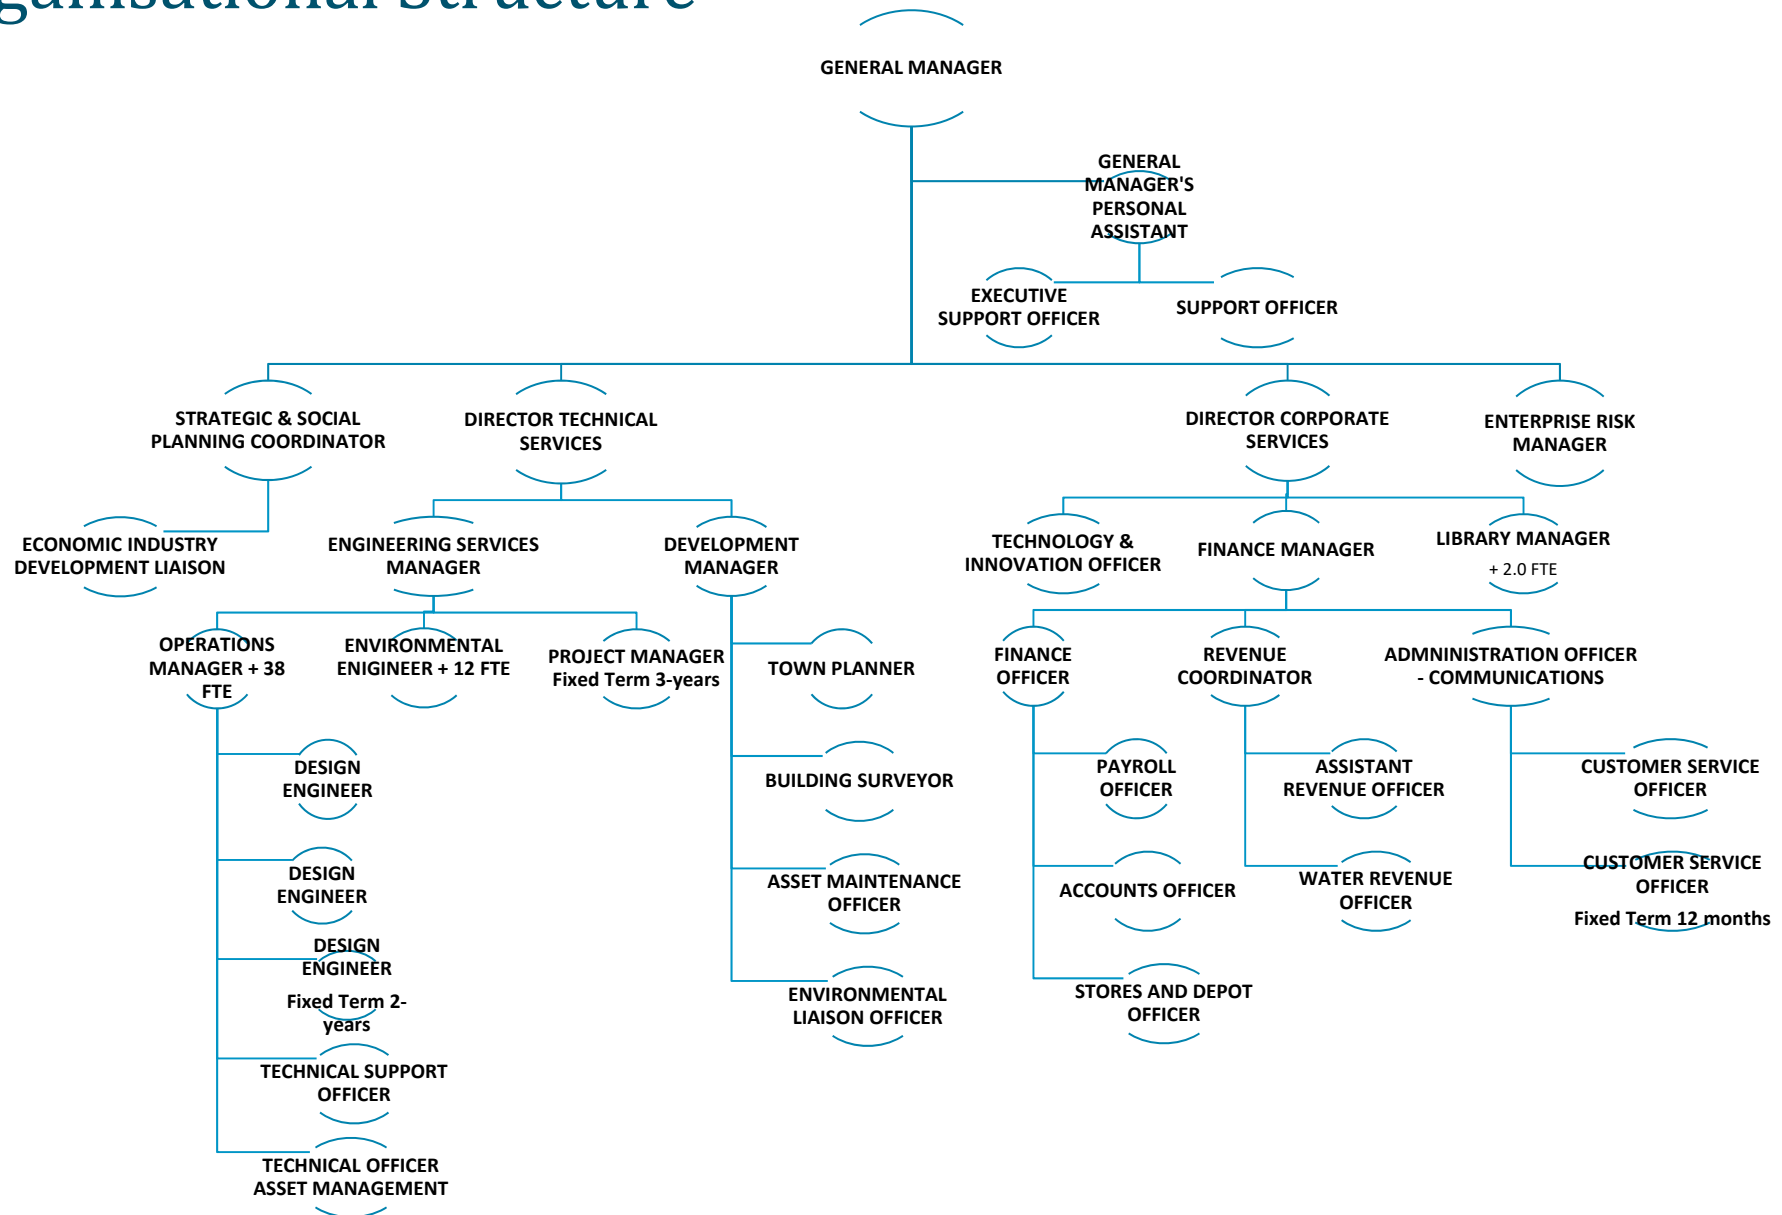 ganisational Structure
GENERAL MANAGER
GENERAL
MANAGER'S
PERSONAL
ASSISTANT
EXECUTIVE
SUPPORT OFFICER
SUPPORT OFFICER
STRATEGIC & SOCIAL
PLANNING COORDINATOR
DIRECTOR TECHNICAL
SERVICES
DIRECTOR CORPORATE
SERVICES
ENTERPRISE RISK
MANAGER
ECONOMIC INDUSTRY
DEVELOPMENT LIAISON
ENGINEERING SERVICES
MANAGER
DEVELOPMENT
MANAGER
TECHNOLOGY &
INNOVATION OFFICER
FINANCE MANAGER
LIBRARY MANAGER
+ 2.0 FTE
OPERATIONS
MANAGER + 38
FTE
ENVIRONMENTAL
ENIGINEER + 12 FTE
PROJECT MANAGER
Fixed Term 3-years
TOWN PLANNER
FINANCE
OFFICER
REVENUE
COORDINATOR
ADMNINISTRATION OFFICER
- COMMUNICATIONS
DESIGN
ENGINEER
BUILDING SURVEYOR
PAYROLL
OFFICER
ASSISTANT
REVENUE OFFICER
CUSTOMER SERVICE
OFFICER
DESIGN
ENGINEER
ASSET MAINTENANCE
OFFICER
ACCOUNTS OFFICER
WATER REVENUE
OFFICER
CUSTOMER SERVICE
OFFICER
Fixed Term 12 months
DESIGN
ENGINEER
Fixed Term 2-
years
ENVIRONMENTAL
LIAISON OFFICER
STORES AND DEPOT
OFFICER
TECHNICAL SUPPORT
OFFICER
TECHNICAL OFFICER
ASSET MANAGEMENT